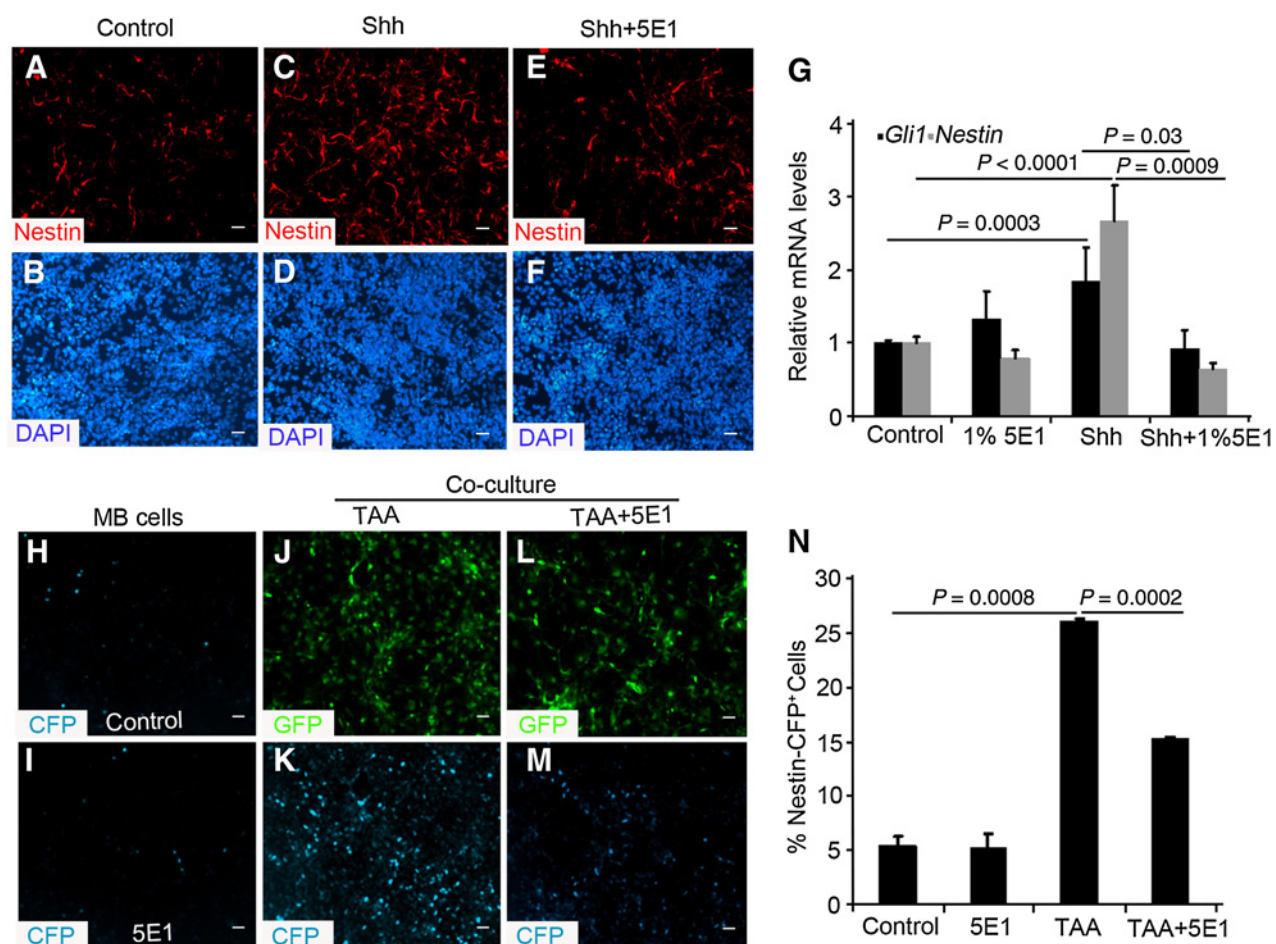 Control
Shh
Shh+5E1
A
C
E
Nestin
Nestin
Nestin
B
D
F
DAPI
DAPI
DAPI
G
Relative mRNA levels
4
3
2
1
0
Gli1 Nestin
P = 0.03
P < 0.0001
P = 0.0009
P = 0.0003
Control
1% 5E1
Shh
Shh+1%5E1
Co-culture
MB cells
TAA
TAA+5E1
H
J
L
CFP
Control
GFP
GFP
I
K
M
CFP
5E1
CFP
CFP
N
% Nestin-CFP+Cells
30
25
20
15
10
5
0
P = 0.0008
P = 0.0002
Control
5E1
TAA
TAA+5E1